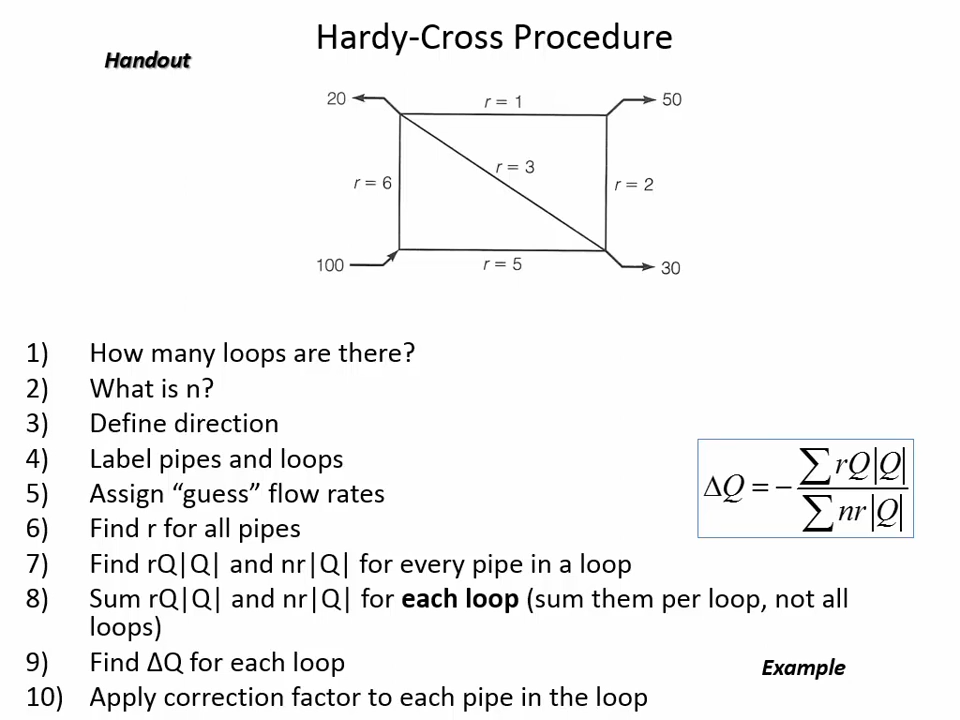 Hardy-Cross Procedure
Handout
20
r = 1
50
r = 3
r = 6
r = 2
100
r = 5
30
1) How many loops are there?
2) What is n?
3) Define direction
4) Label pipes and loops
5) Assign “guess” flow rates
6) Find r for all pipes
7) Find rQ|Q| and nr|Q| for every pipe in a loop
8) Sum rQ|Q| and nr|Q| for each loop (sum them per loop, not all
loops)
9) Find ΔQ for each loop
10) Apply correction factor to each pipe in the loop
ΔQ = − ∑ rQ|Q| / ∑ nr|Q|
Example